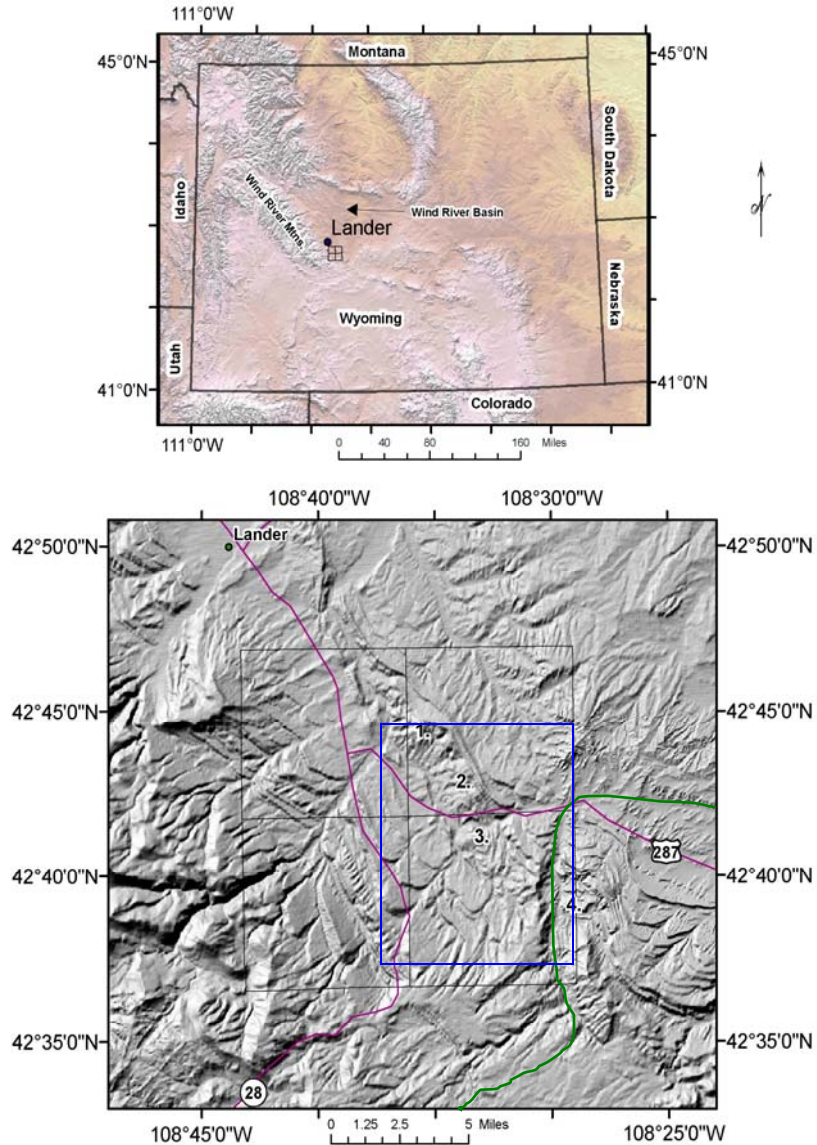 111°0'W
Montana
45°0'N
45°0'N
South Dakota
Idaho
Wind River Mtns.
Wind River Basin
Lander
N
Wyoming
Nebraska
Utah
41°0'N
41°0'N
Colorado
111°0'W
0 40 80 160 Miles
108°40'0"W 108°30'0"W
Lander
42°50'0"N
42°50'0"N
42°45'0"N
42°45'0"N
1.
2.
3.
287
42°40'0"N
42°40'0"N
4.
42°35'0"N
42°35'0"N
28
108°45'0"W
0 1.25 2.5 5 Miles
108°25'0"W